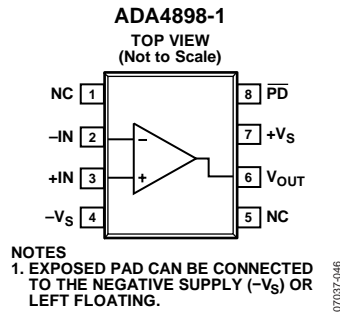 ADA4898-1
TOP VIEW
(Not to Scale)
NC 1
8 P̅D̅
–IN 2
7 +VS
+IN 3
6 VOUT
–VS 4
5 NC
–
+
NOTES
1. EXPOSED PAD CAN BE CONNECTED
TO THE NEGATIVE SUPPLY (−VS) OR
LEFT FLOATING.
07037-046